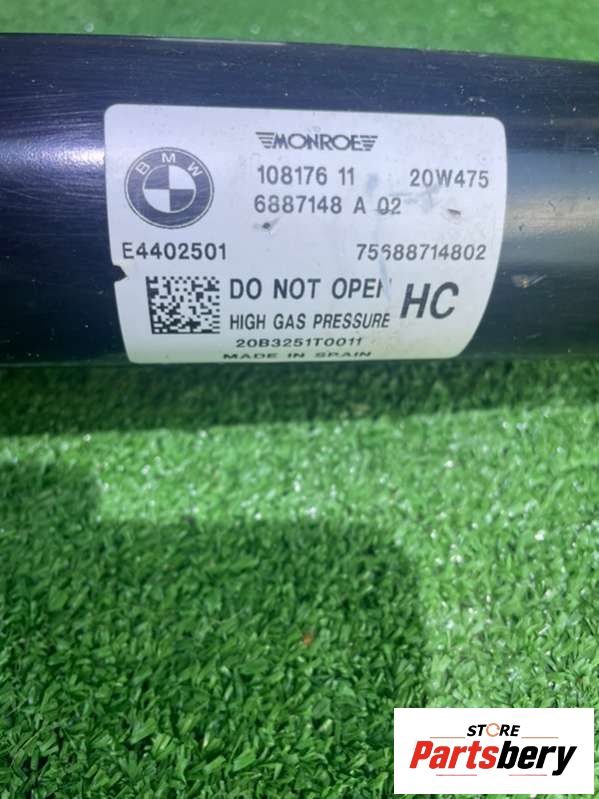 MONROE
BMW
108176 11 20W475
6887148 A 02
E4402501 75688714802
DO NOT OPEN HC
HIGH GAS PRESSURE
20B3251T0011
MADE IN SPAIN
STORE
Partsbery